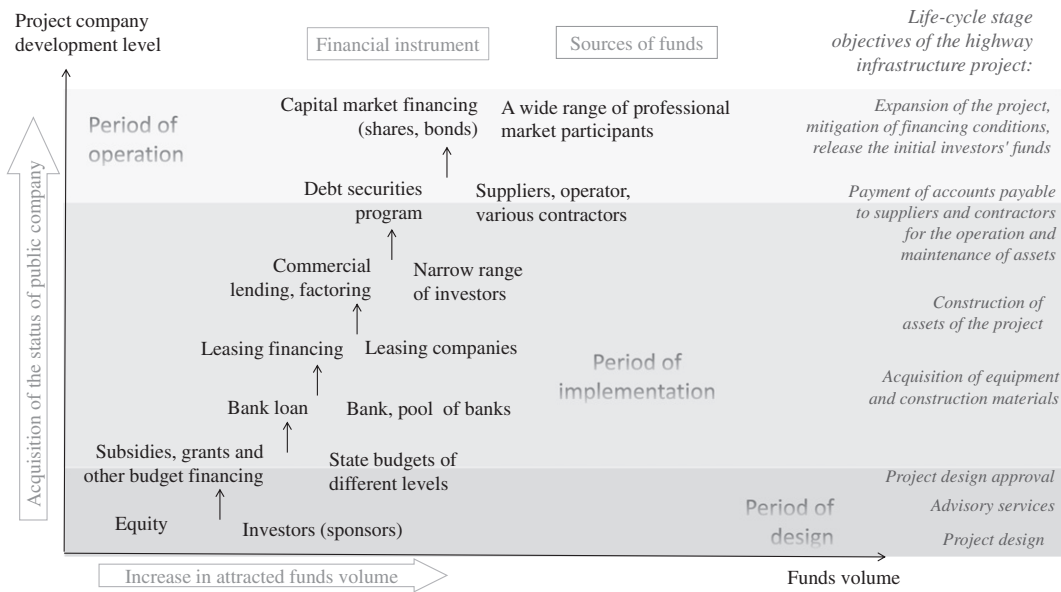 Project company
development level
Financial instrument
Sources of funds
Life-cycle stage
objectives of the highway
infrastructure project:
Acquisition of the status of public company
Period of
operation
Capital market financing
(shares, bonds)
A wide range of professional
market participants
Expansion of the project,
mitigation of financing conditions,
release the initial investors' funds
Debt securities
program
Suppliers, operator,
various contractors
Payment of accounts payable
to suppliers and contractors
for the operation and
maintenance of assets
Commercial
lending, factoring
Narrow range
of investors
Construction of
assets of the project
Leasing financing
Leasing companies
Period of
implementation
Acquisition of equipment
and construction materials
Bank loan
Bank, pool of banks
Subsidies, grants and
other budget financing
State budgets of
different levels
Project design approval
Advisory services
Project design
Equity
Investors (sponsors)
Period of
design
Increase in attracted funds volume
Funds volume